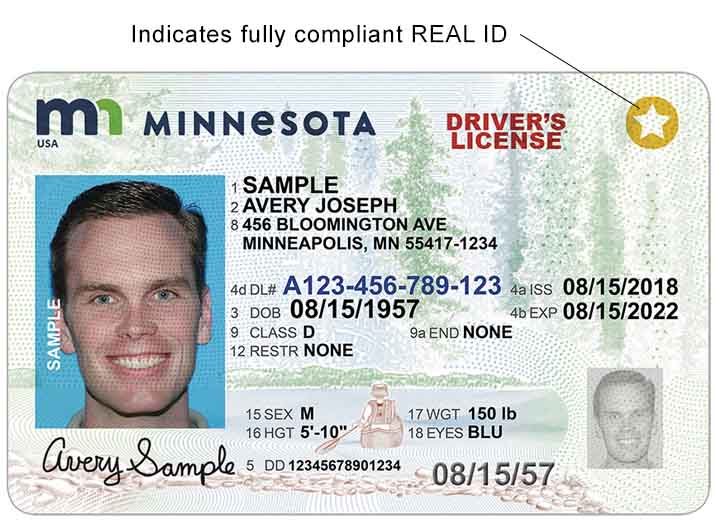 Indicates fully compliant REAL ID
mn MINNESOTA
USA
DRIVER'S
LICENSE
SAMPLE
1 SAMPLE
2 AVERY JOSEPH
8 456 BLOOMINGTON AVE
MINNEAPOLIS, MN 55417-1234
4d DL# A123-456-789-123 4a ISS 08/15/2018
3 DOB 08/15/1957 4b EXP 08/15/2022
9 CLASS D 9a END NONE
12 RESTR NONE
15 SEX M 17 WGT 150 lb
16 HGT 5'-10" 18 EYES BLU
Avery Sample
5 DD 12345678901234
08/15/57